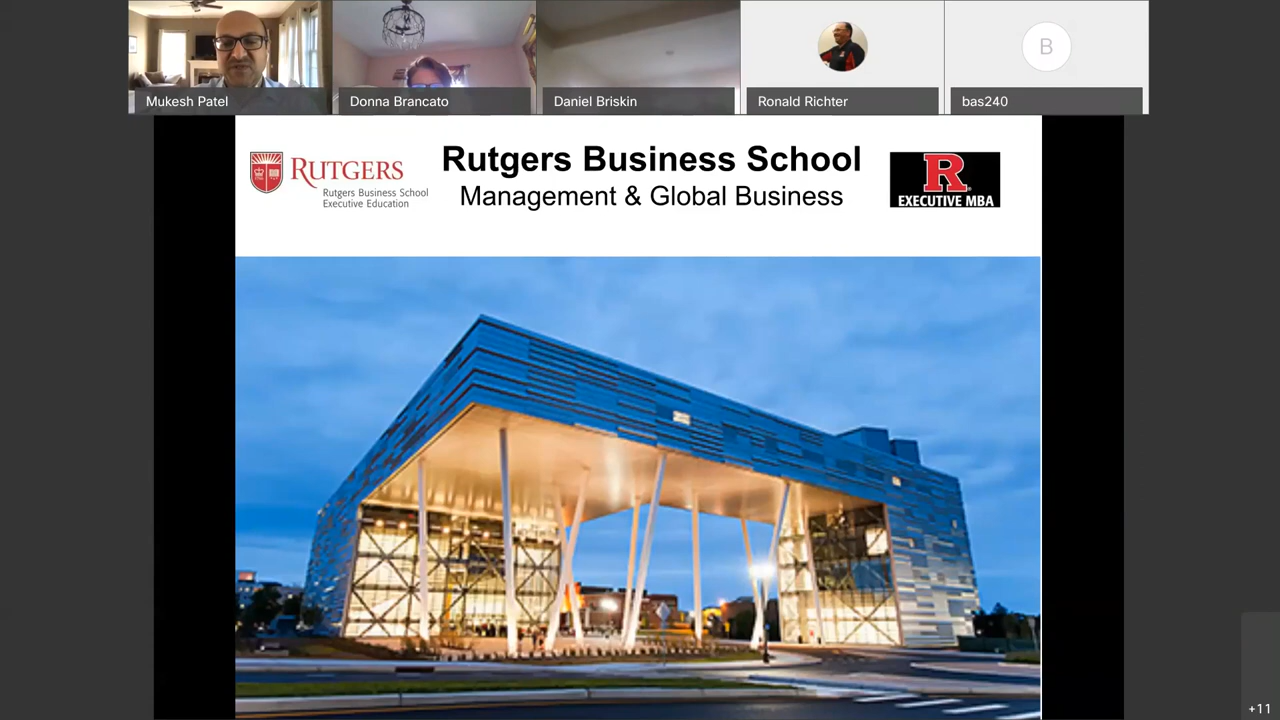 Mukesh Patel
Donna Brancato
Daniel Briskin
Ronald Richter
B
bas240
RUTGERS
Rutgers Business School
Executive Education
Rutgers Business School
Management & Global Business
R
EXECUTIVE MBA
+11